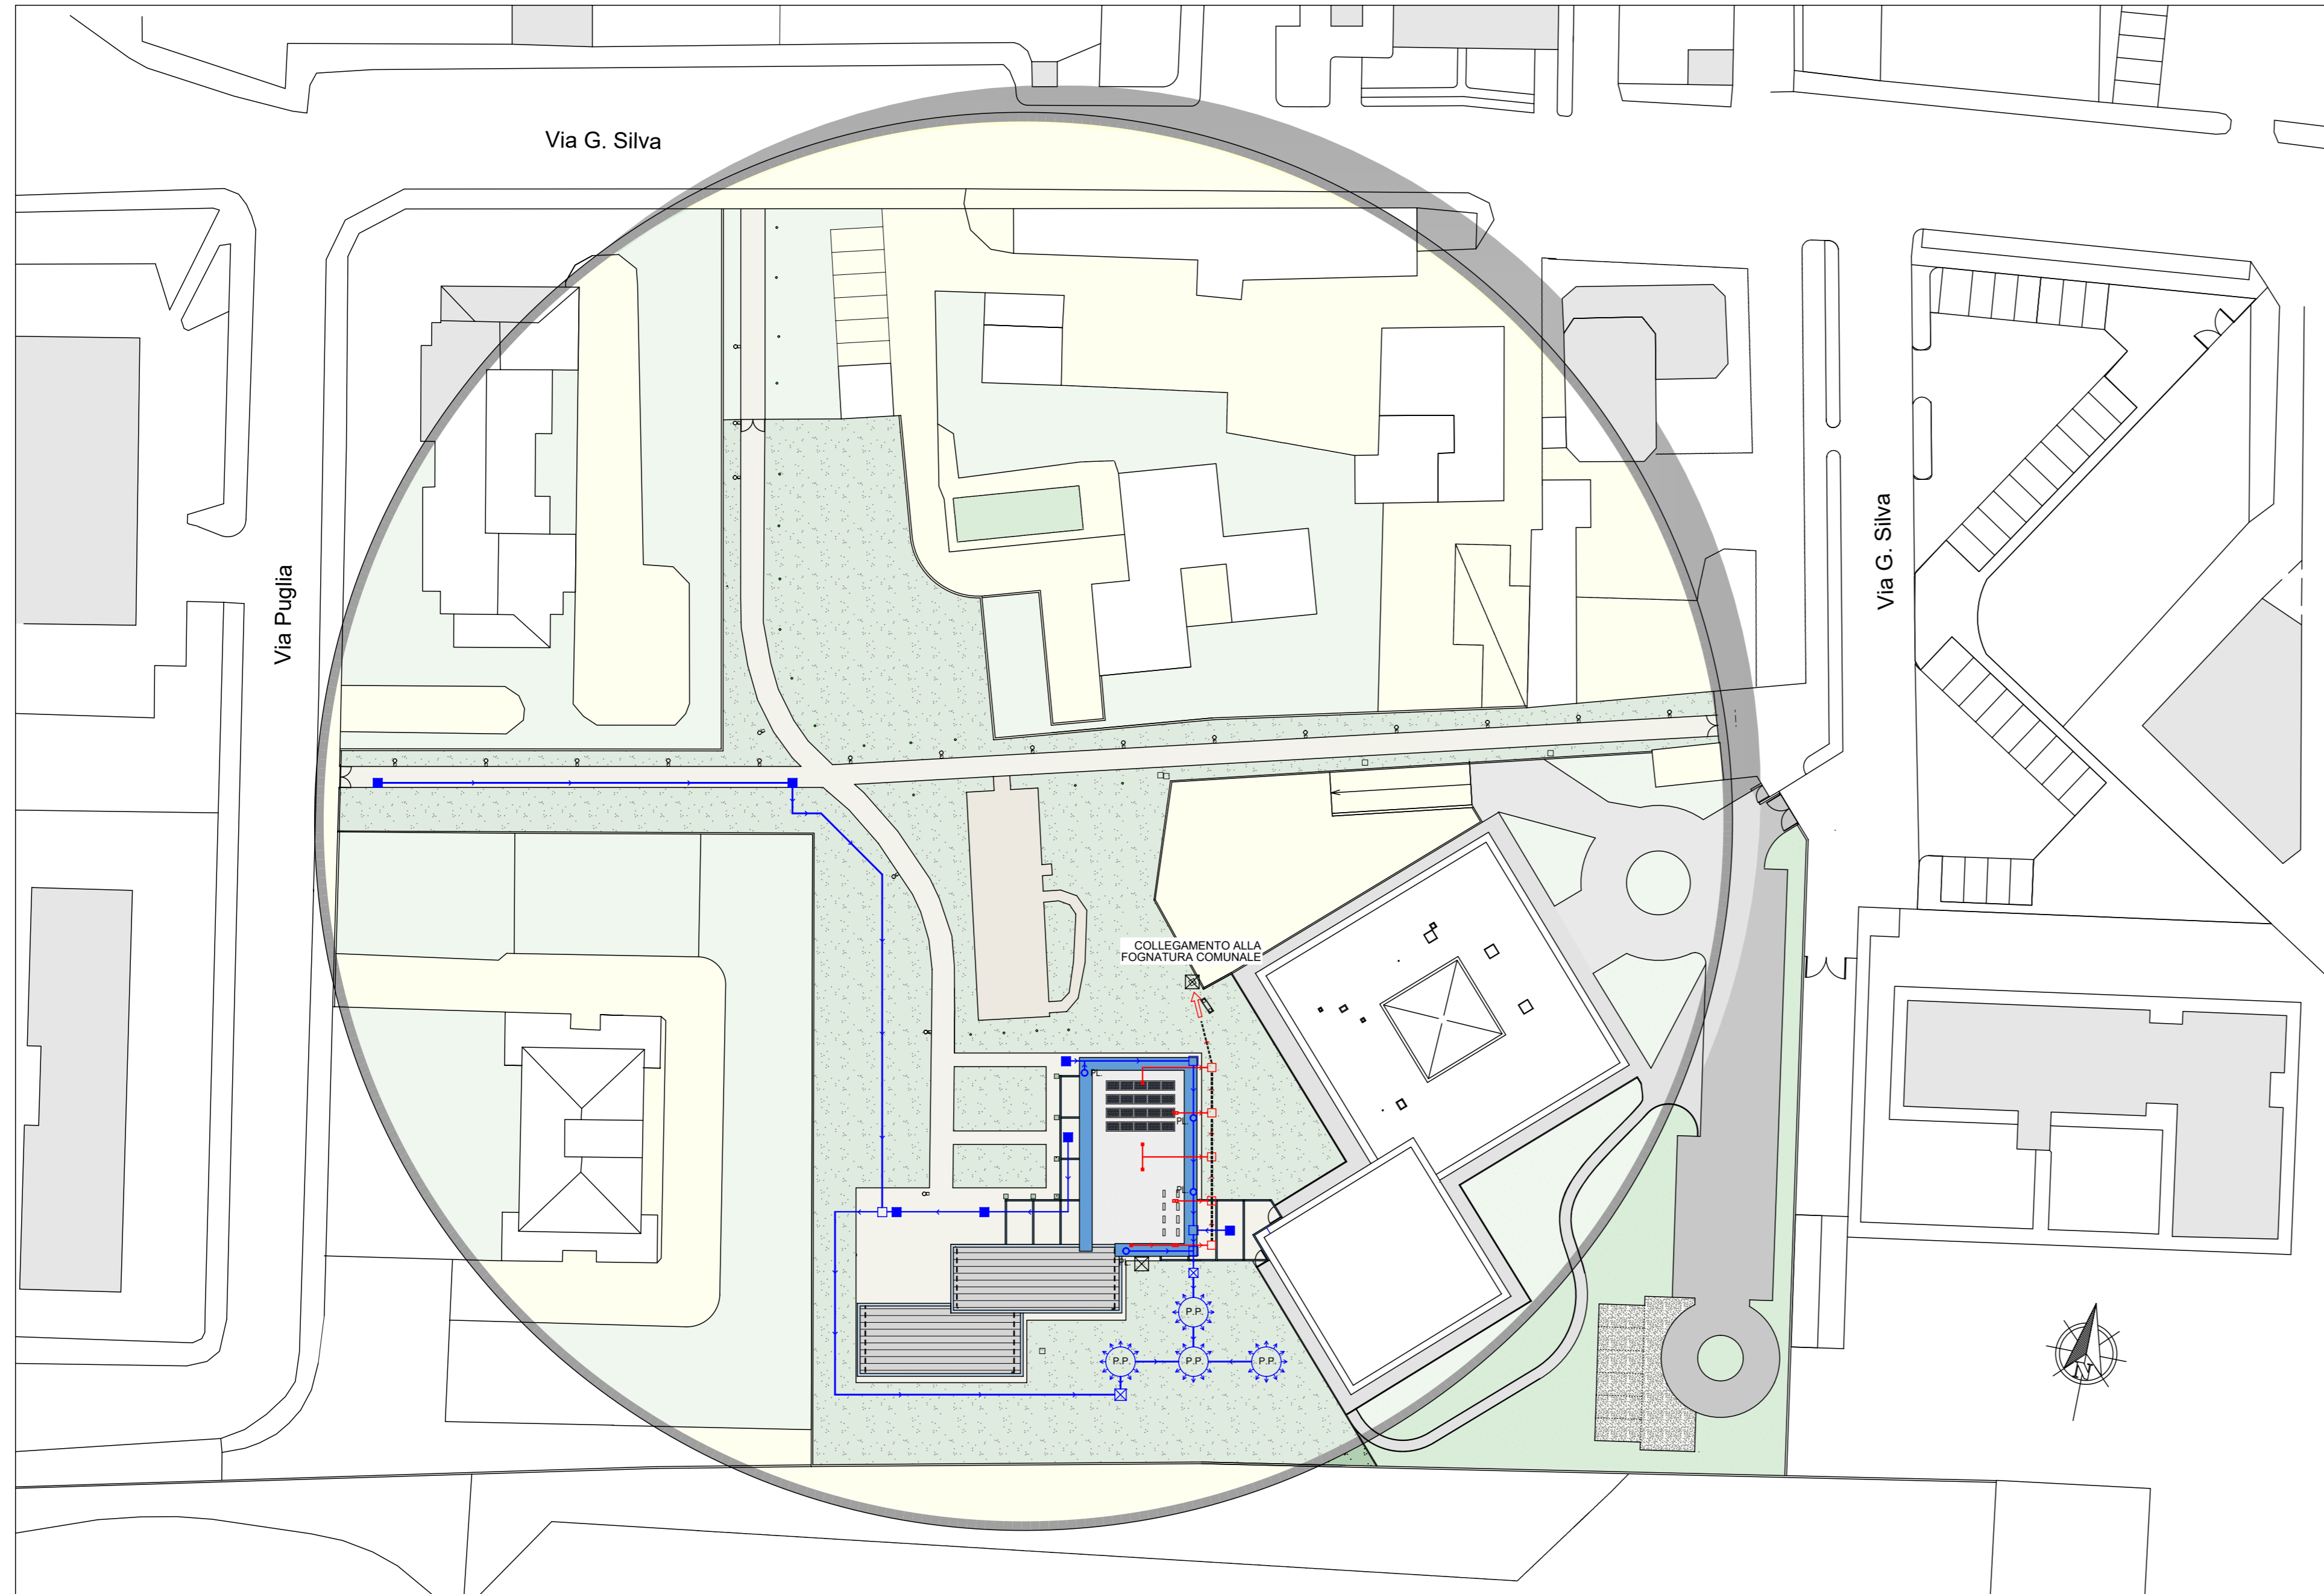 Via G. Silva
Via G. Silva
Via Puglia
COLLEGAMENTO ALLA
FOGNATURA COMUNALE
PL.
PL.
PL.
PL.
P.P.
P.P.
P.P.
P.P.
N